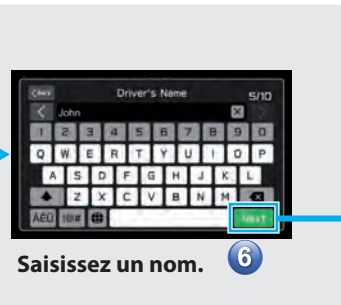 <Back Driver's Name 5/10
< John
1 2 3 4 5 6 7 8 9 0
Q W E R T Y U I O P
A S D F G H J K L
Z X C V B N M
ÀÉÜ !@# Next
Saisissez un nom. 6